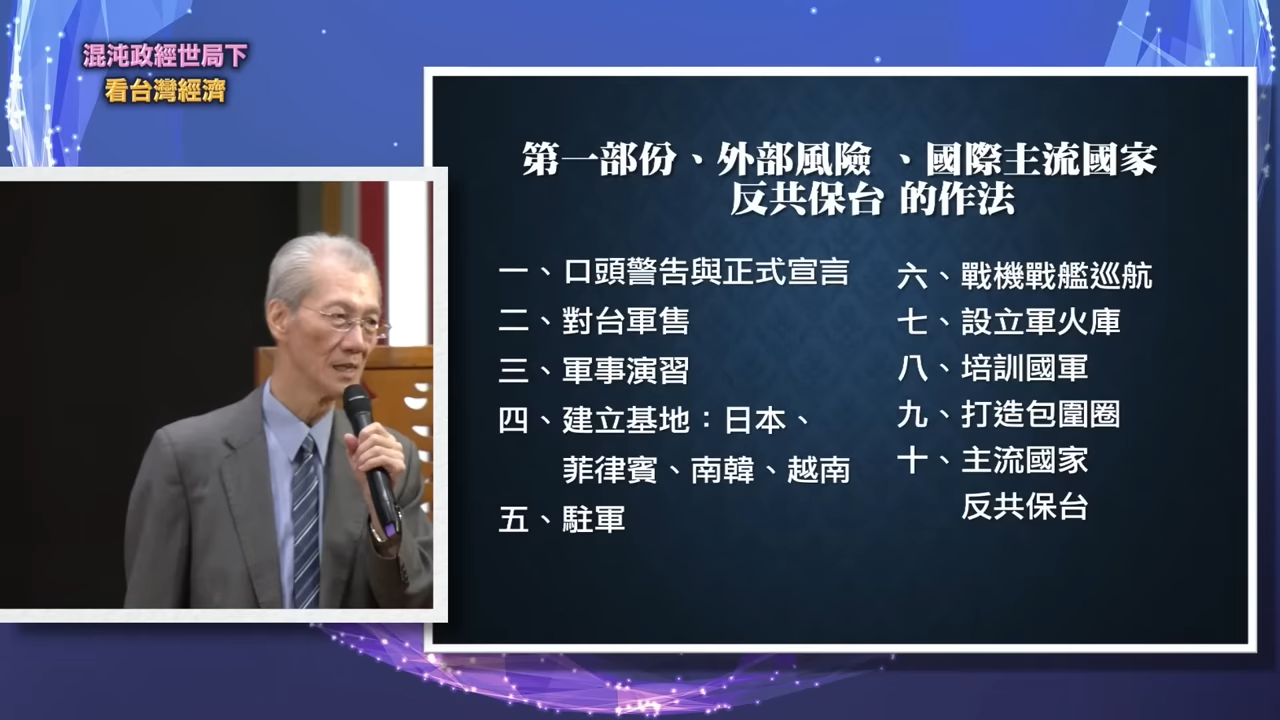 混沌政經世局下
看台灣經濟
第一部份、外部風險 、國際主流國家
反共保台 的作法
一、口頭警告與正式宣言
二、對台軍售
三、軍事演習
四、建立基地：日本、
菲律賓、南韓、越南
五、駐軍
六、戰機戰艦巡航
七、設立軍火庫
八、培訓國軍
九、打造包圍圈
十、主流國家
反共保台